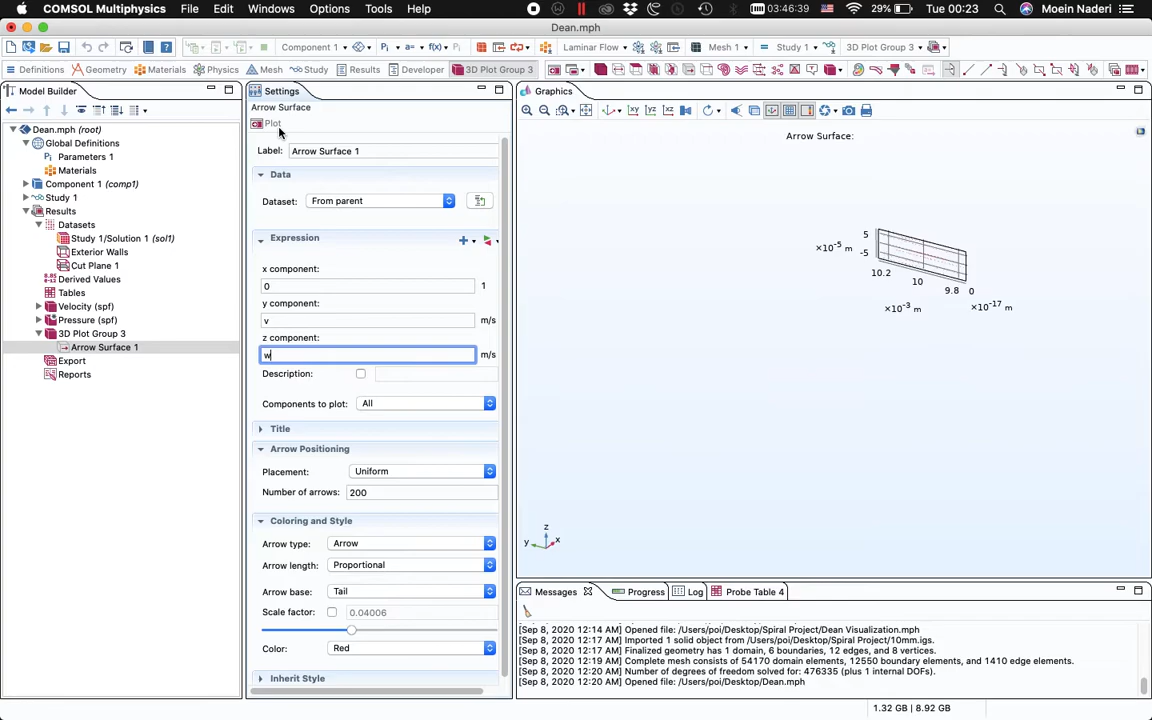 COMSOL Multiphysics File Edit Windows Options Tools Help 03:46:39 29% Tue 00:23 Moein Naderi
Dean.mph
Component 1 Pi a= f(x) Laminar Flow Mesh 1 Study 1 3D Plot Group 3
Definitions Geometry Materials Physics Mesh Study Results Developer 3D Plot Group 3
Model Builder
Dean.mph (root)
Global Definitions
Parameters 1
Materials
Component 1 (comp1)
Study 1
Results
Datasets
Study 1/Solution 1 (sol1)
Exterior Walls
Cut Plane 1
Derived Values
Tables
Velocity (spf)
Pressure (spf)
3D Plot Group 3
Arrow Surface 1
Export
Reports
Settings
Arrow Surface
Plot
Label: Arrow Surface 1
Data
Dataset: From parent
Expression
x component:
0 1
y component:
v m/s
z component:
w m/s
Description:
Components to plot: All
Title
Arrow Positioning
Placement: Uniform
Number of arrows: 200
Coloring and Style
Arrow type: Arrow
Arrow length: Proportional
Arrow base: Tail
Scale factor: 0.04006
Color: Red
Inherit Style
Graphics
Arrow Surface:
5
×10⁻⁵ m
-5
10.2
10
9.8 0
×10⁻³ m ×10⁻¹⁷ m
z
y x
Messages Progress Log Probe Table 4
[Sep 8, 2020 12:14 AM] Opened file: /Users/poi/Desktop/Spiral Project/Dean Visualization.mph
[Sep 8, 2020 12:17 AM] Imported 1 solid object from /Users/poi/Desktop/Spiral Project/10mm.igs.
[Sep 8, 2020 12:17 AM] Finalized geometry has 1 domain, 6 boundaries, 12 edges, and 8 vertices.
[Sep 8, 2020 12:19 AM] Complete mesh consists of 54170 domain elements, 12550 boundary elements, and 1410 edge elements.
[Sep 8, 2020 12:20 AM] Number of degrees of freedom solved for: 476335 (plus 1 internal DOFs).
[Sep 8, 2020 12:20 AM] Opened file: /Users/poi/Desktop/Dean.mph
1.32 GB | 8.92 GB